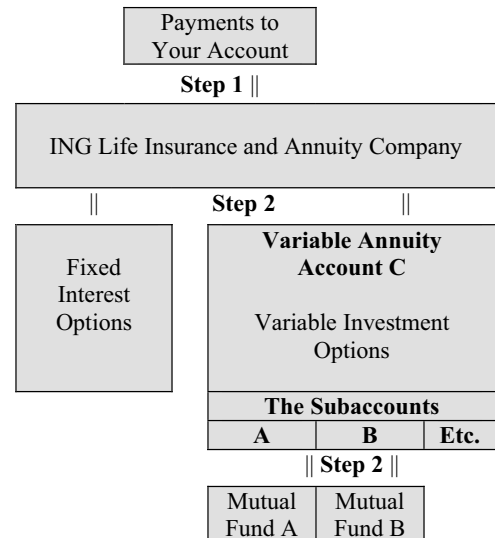 Payments to
Your Account
Step 1 ||
ING Life Insurance and Annuity Company
|| Step 2 ||
Fixed
Interest
Options
Variable Annuity
Account C
Variable Investment
Options
The Subaccounts
A B Etc.
|| Step 2 ||
Mutual
Fund A
Mutual
Fund B